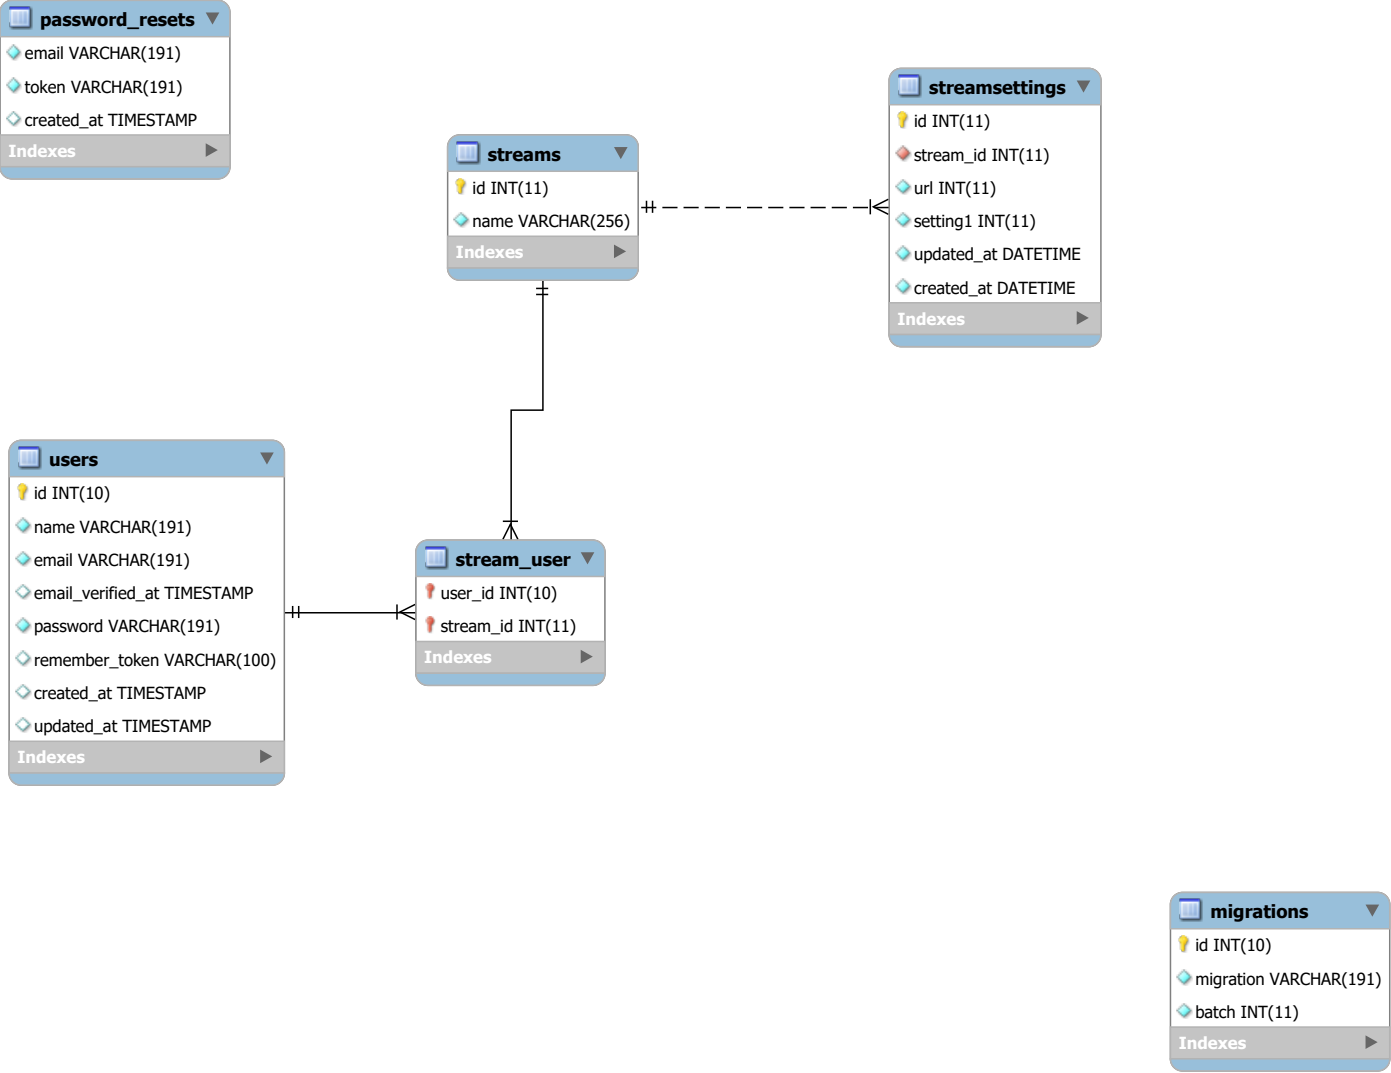 password_resets
email VARCHAR(191)
token VARCHAR(191)
created_at TIMESTAMP
Indexes
streamsettings
id INT(11)
stream_id INT(11)
url INT(11)
setting1 INT(11)
updated_at DATETIME
created_at DATETIME
Indexes
streams
id INT(11)
name VARCHAR(256)
Indexes
users
id INT(10)
name VARCHAR(191)
email VARCHAR(191)
email_verified_at TIMESTAMP
password VARCHAR(191)
remember_token VARCHAR(100)
created_at TIMESTAMP
updated_at TIMESTAMP
Indexes
stream_user
user_id INT(10)
stream_id INT(11)
Indexes
migrations
id INT(10)
migration VARCHAR(191)
batch INT(11)
Indexes